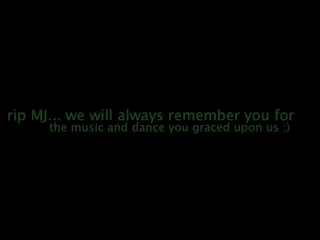 rip MJ... we will always remember you for
the music and dance you graced upon us :)